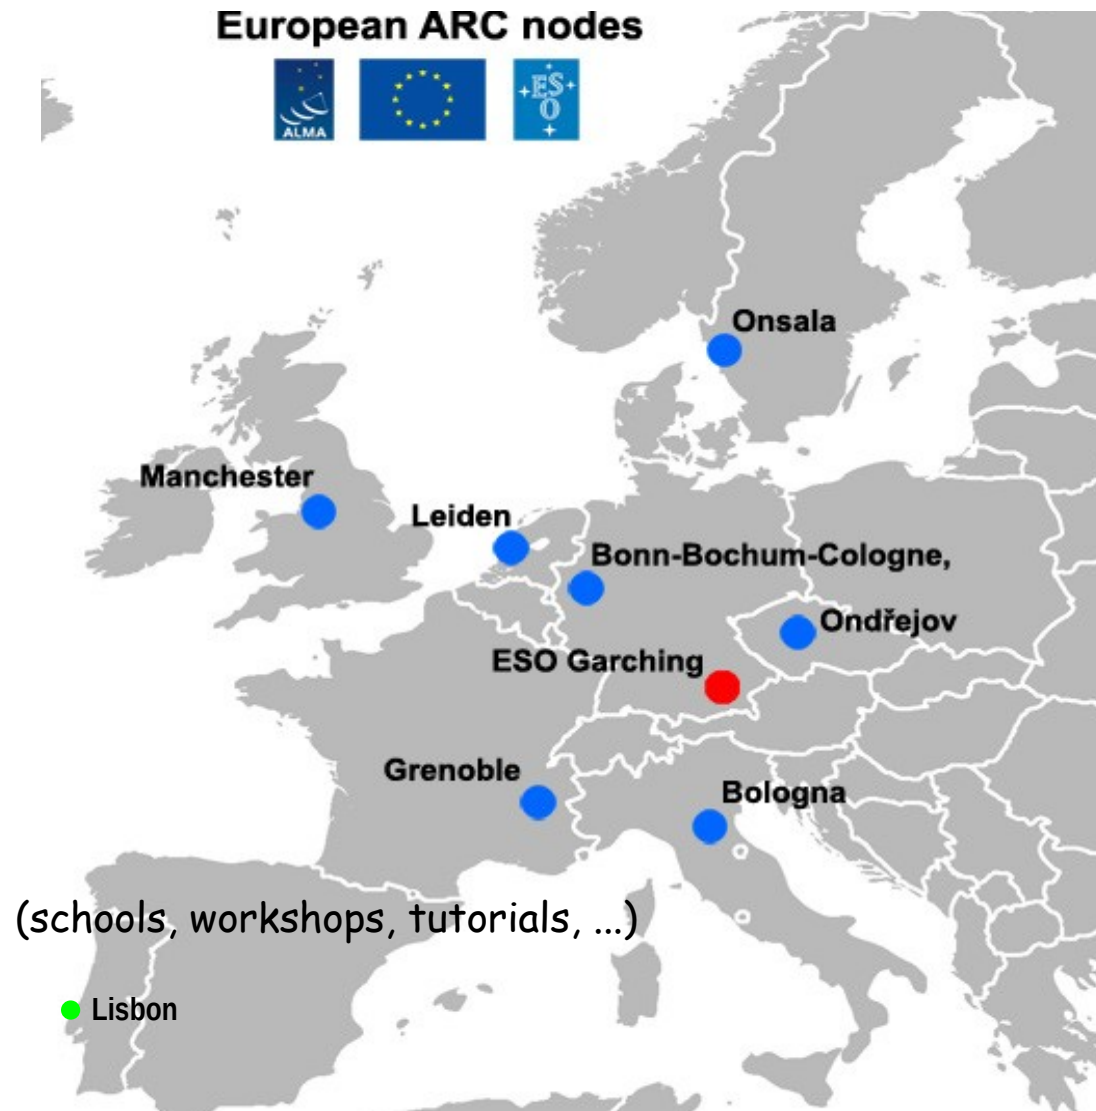 European ARC nodes
ALMA
ES
O
Onsala
Manchester
Leiden
Bonn-Bochum-Cologne,
Ondřejov
ESO Garching
Grenoble
Bologna
(schools, workshops, tutorials, ...)
Lisbon